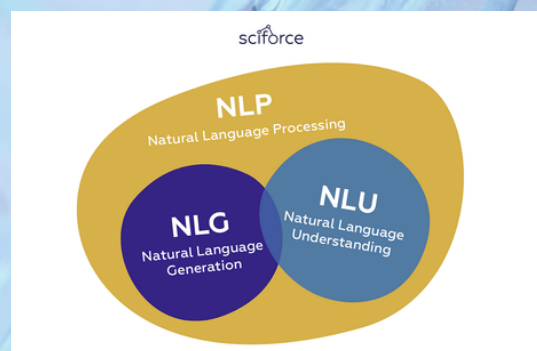 sciforce
NLP
Natural Language Processing
NLG
Natural Language
Generation
NLU
Natural Language
Understanding